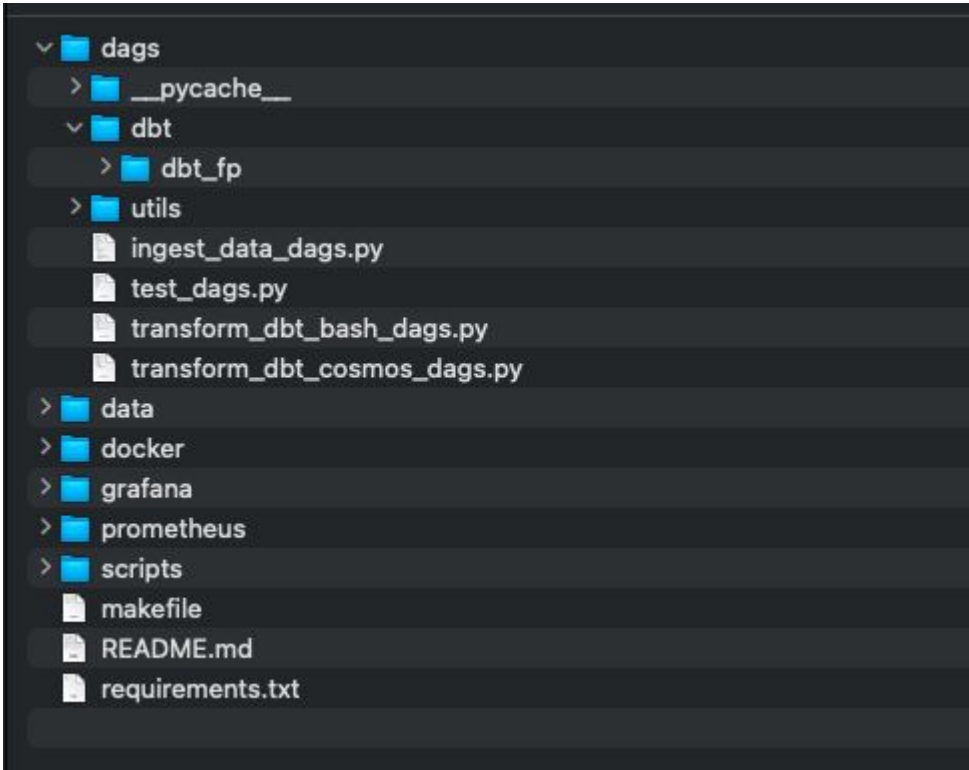 dags
__pycache__
dbt
dbt_fp
utils
ingest_data_dags.py
test_dags.py
transform_dbt_bash_dags.py
transform_dbt_cosmos_dags.py
data
docker
grafana
prometheus
scripts
makefile
README.md
requirements.txt